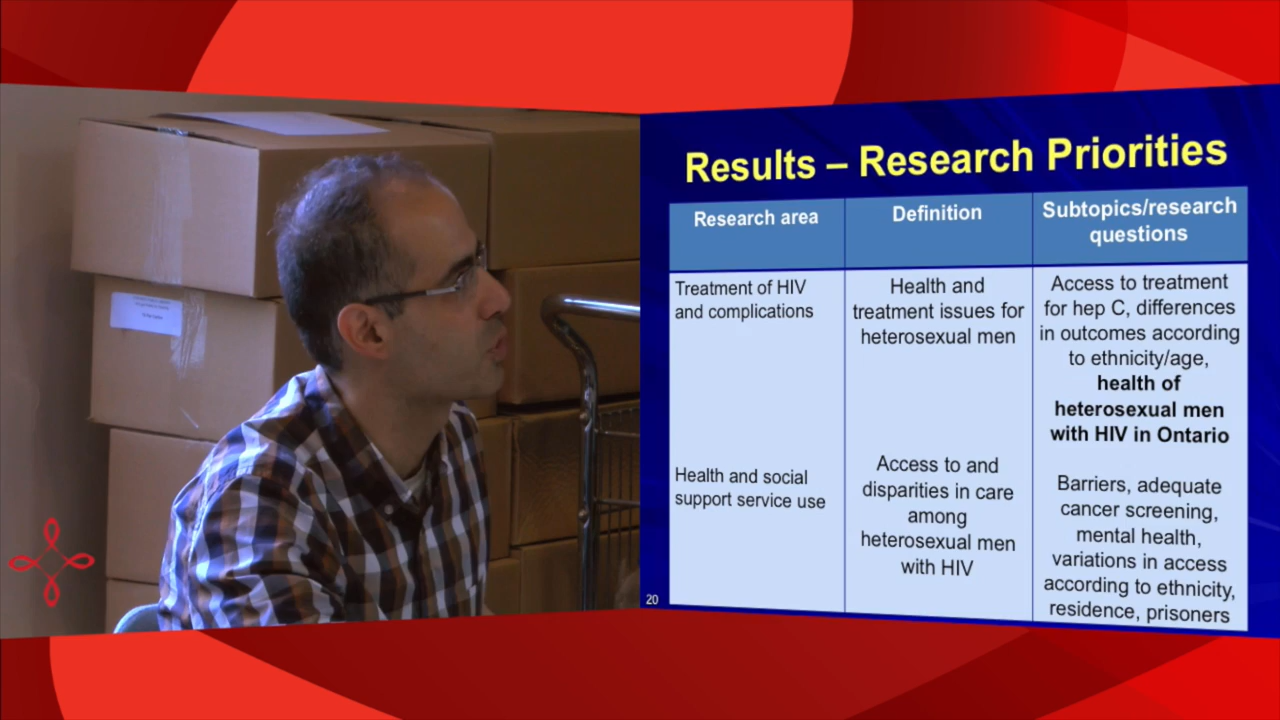 Results – Research Priorities
Research area
Definition
Subtopics/research
questions
Treatment of HIV
and complications
Health and
treatment issues for
heterosexual men
Access to treatment
for hep C, differences
in outcomes according
to ethnicity/age,
health of
heterosexual men
with HIV in Ontario
Health and social
support service use
Access to and
disparities in care
among
heterosexual men
with HIV
Barriers, adequate
cancer screening,
mental health,
variations in access
according to ethnicity,
residence, prisoners
20